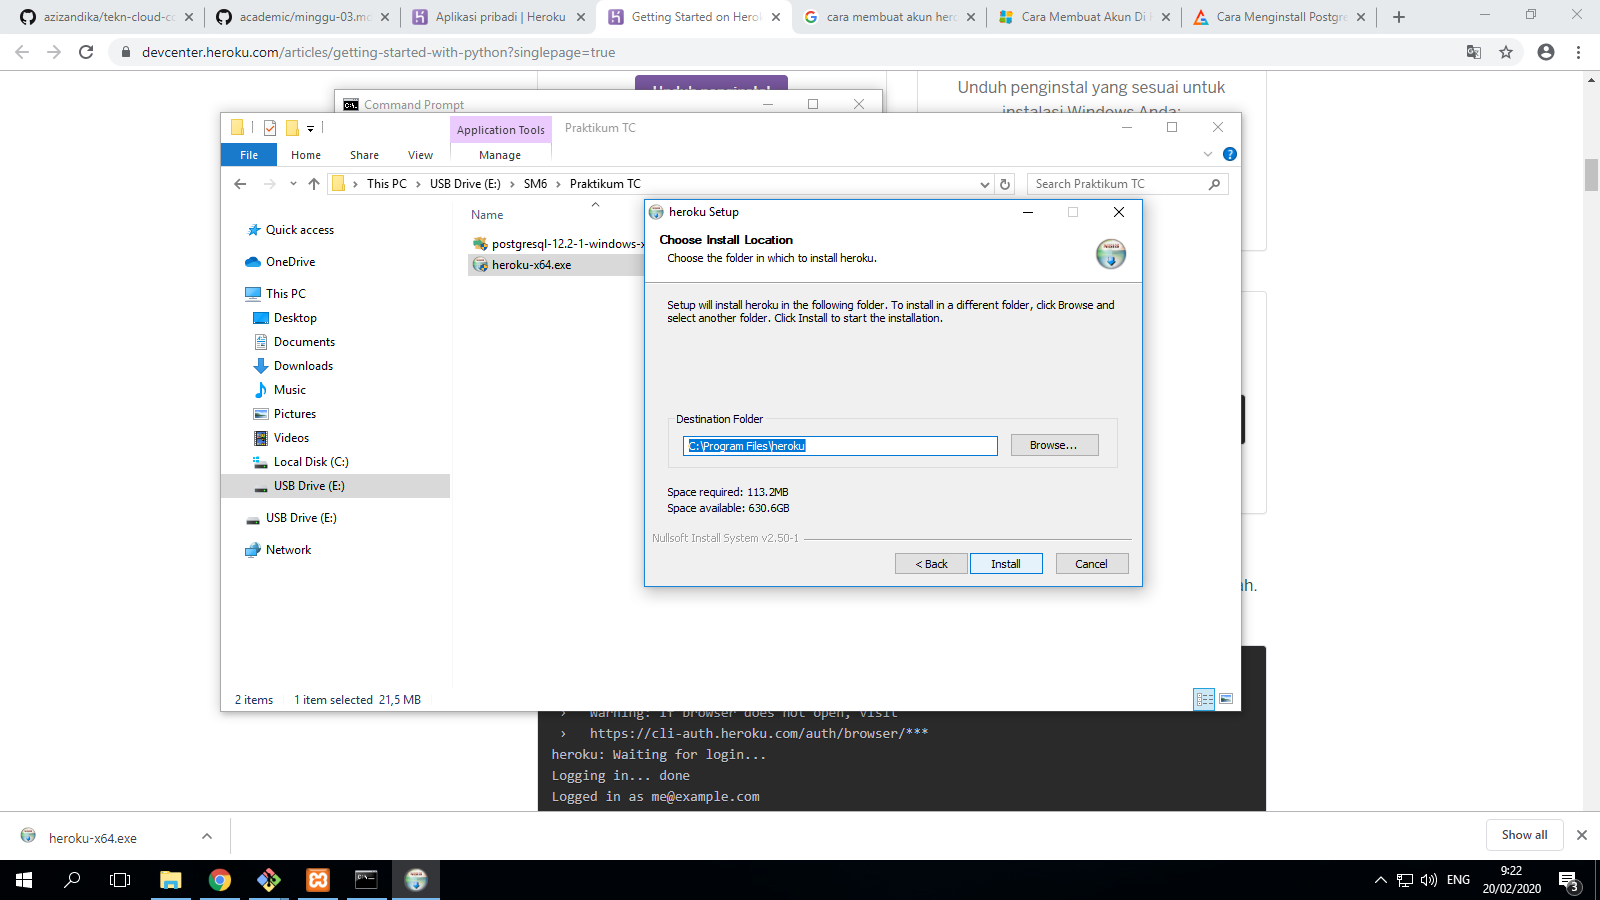 azizandika/tekn-cloud-co
academic/minggu-03.md
Aplikasi pribadi | Heroku
Getting Started on Herok
cara membuat akun hero
Cara Membuat Akun Di
Cara Menginstall Postgre
devcenter.heroku.com/articles/getting-started-with-python?singlepage=true
Unduh penginstal yang sesuai untuk
instalasi Windows Anda:
Command Prompt
Application Tools
Praktikum TC
File
Home
Share
View
Manage
This PC
USB Drive (E:)
SM6
Praktikum TC
Search Praktikum TC
Quick access
OneDrive
This PC
Desktop
Documents
Downloads
Music
Pictures
Videos
Local Disk (C:)
USB Drive (E:)
USB Drive (E:)
Network
Name
postgresql-12.2-1-windows-x
heroku-x64.exe
2 items
1 item selected 21,5 MB
heroku Setup
Choose Install Location
Choose the folder in which to install heroku.
Setup will install heroku in the following folder. To install in a different folder, click Browse and
select another folder. Click Install to start the installation.
Destination Folder
C:\Program Files\heroku
Browse...
Space required: 113.2MB
Space available: 630.6GB
Nullsoft Install System v2.50-1
< Back
Install
Cancel
ah.
› Warning: If browser does not open, visit
› https://cli-auth.heroku.com/auth/browser/***
heroku: Waiting for login...
Logging in... done
Logged in as me@example.com
heroku-x64.exe
Show all
ENG
9:22
20/02/2020
3